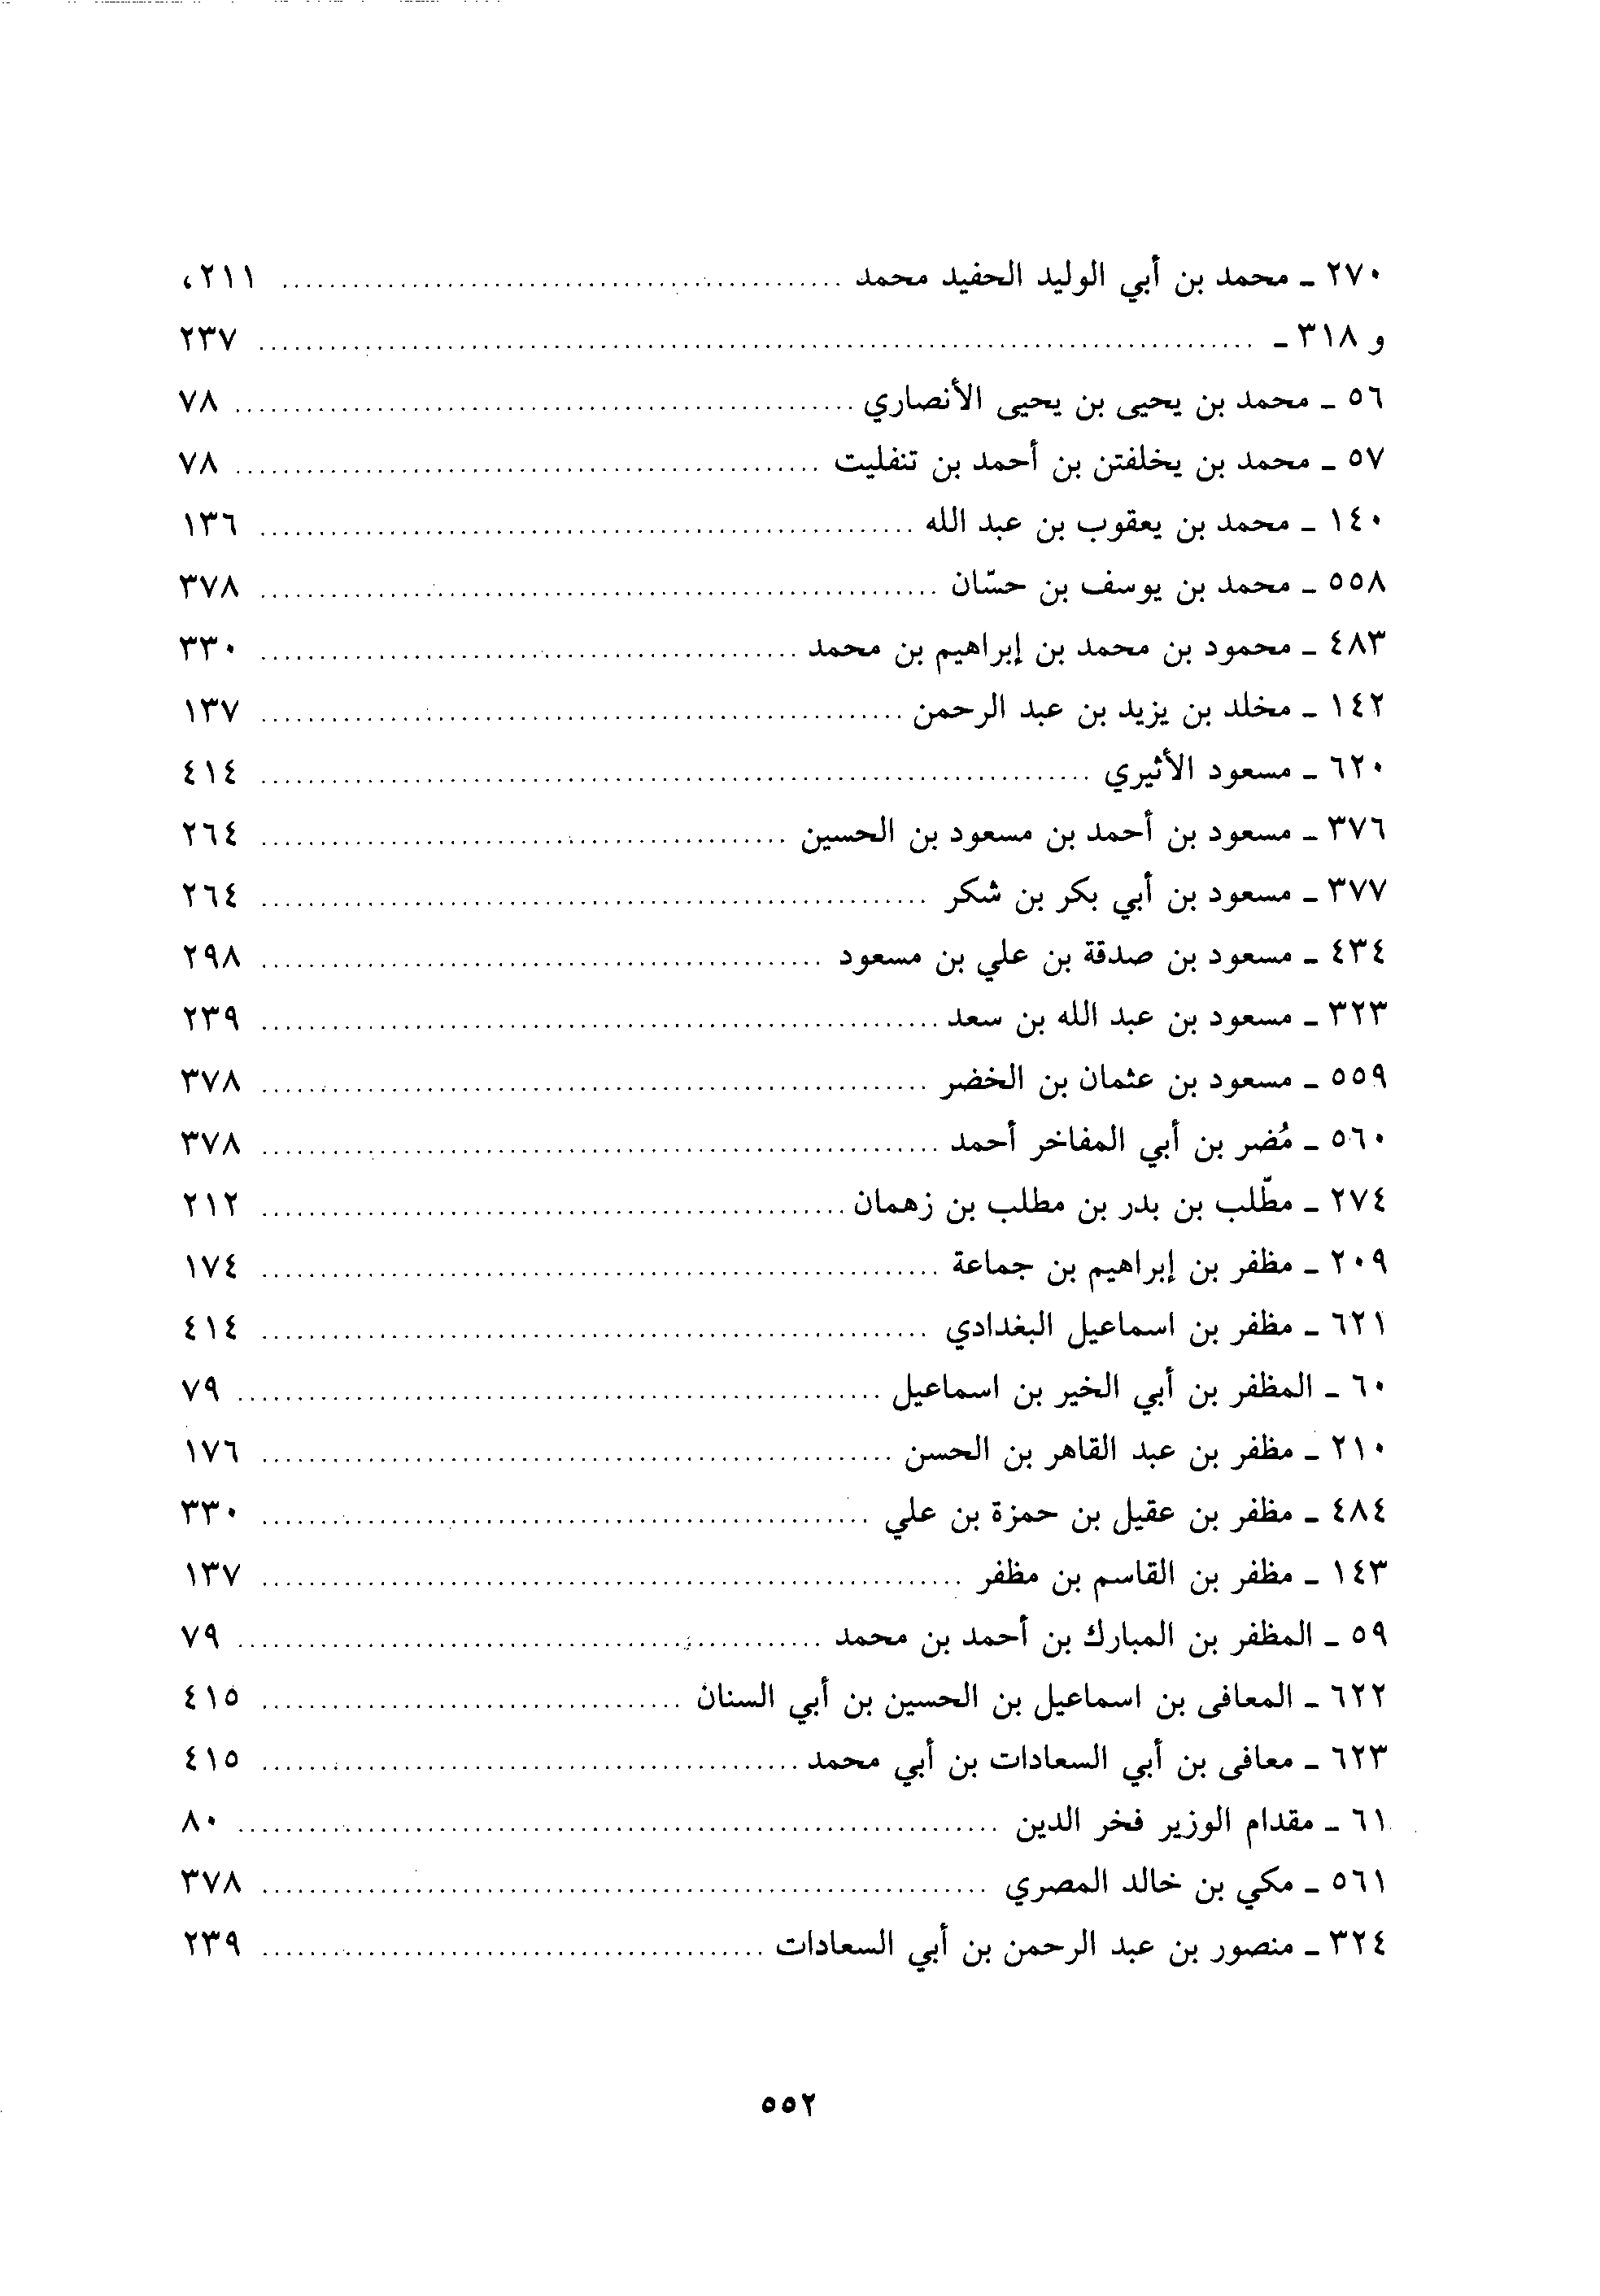 ٢٧٠ ـ محمد بن أبي الوليد الحفيد محمد ........ ٢١١،
و ٣١٨ ـ ........ ٢٣٧
٥٦ ـ محمد بن يحيى بن يحيى الأنصاري ........ ٧٨
٥٧ ـ محمد بن يخلفتن بن أحمد بن تنفليت ........ ٧٨
١٤٠ ـ محمد بن يعقوب بن عبد الله ........ ١٣٦
٥٥٨ ـ محمد بن يوسف بن حسّان ........ ٣٧٨
٤٨٣ ـ محمود بن محمد بن إبراهيم بن محمد ........ ٣٣٠
١٤٢ ـ مخلد بن يزيد بن عبد الرحمن ........ ١٣٧
٦٢٠ ـ مسعود الأثيري ........ ٤١٤
٣٧٦ ـ مسعود بن أحمد بن مسعود بن الحسين ........ ٢٦٤
٣٧٧ ـ مسعود بن أبي بكر بن شكر ........ ٢٦٤
٤٣٤ ـ مسعود بن صدقة بن علي بن مسعود ........ ٢٩٨
٣٢٣ ـ مسعود بن عبد الله بن سعد ........ ٢٣٩
٥٥٩ ـ مسعود بن عثمان بن الخضر ........ ٣٧٨
٥٦٠ ـ مُضر بن أبي المفاخر أحمد ........ ٣٧٨
٢٧٤ ـ مطّلب بن بدر بن مطلب بن زهمان ........ ٢١٢
٢٠٩ ـ مظفر بن إبراهيم بن جماعة ........ ١٧٤
٦٢١ ـ مظفر بن اسماعيل البغدادي ........ ٤١٤
٦٠ ـ المظفر بن أبي الخير بن اسماعيل ........ ٧٩
٢١٠ ـ مظفر بن عبد القاهر بن الحسن ........ ١٧٦
٤٨٤ ـ مظفر بن عقيل بن حمزة بن علي ........ ٣٣٠
١٤٣ ـ مظفر بن القاسم بن مظفر ........ ١٣٧
٥٩ ـ المظفر بن المبارك بن أحمد بن محمد ........ ٧٩
٦٢٢ ـ المعافى بن اسماعيل بن الحسين بن أبي السنان ........ ٤١٥
٦٢٣ ـ معافى بن أبي السعادات بن أبي محمد ........ ٤١٥
٦١ ـ مقدام الوزير فخر الدين ........ ٨٠
٥٦١ ـ مكي بن خالد المصري ........ ٣٧٨
٣٢٤ ـ منصور بن عبد الرحمن بن أبي السعادات ........ ٢٣٩
٥٥٢